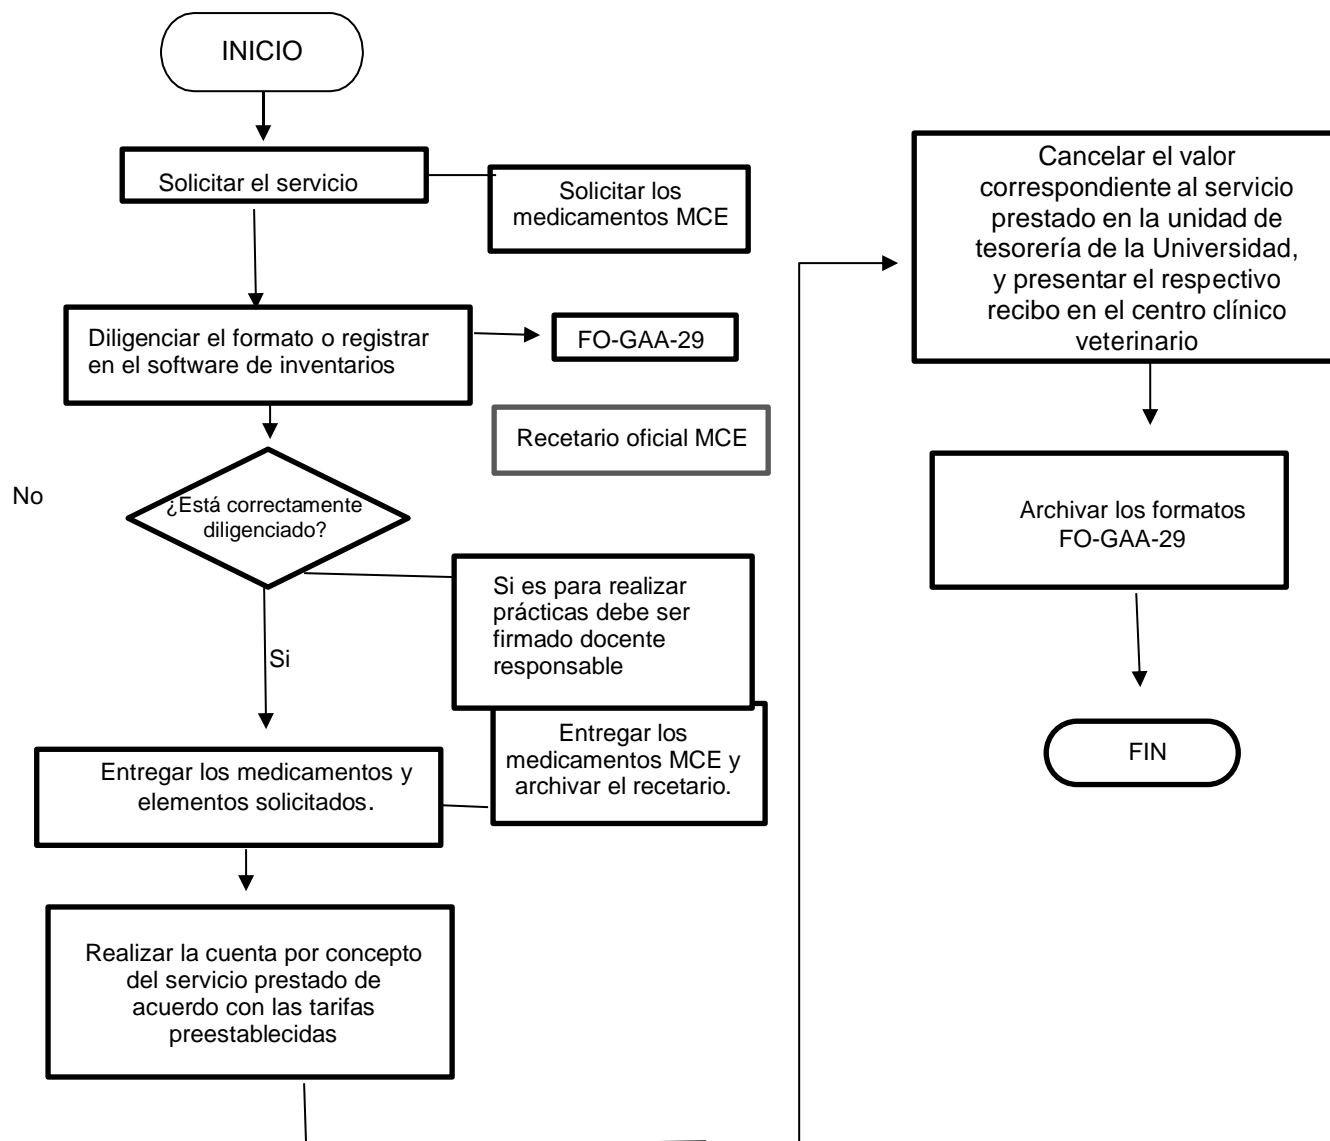 INICIO
Solicitar el servicio
Solicitar los
medicamentos MCE
Diligenciar el formato o registrar
en el software de inventarios
FO-GAA-29
Recetario oficial MCE
No
¿Está correctamente
diligenciado?
Si es para realizar
prácticas debe ser
firmado docente
responsable
Si
Entregar los
medicamentos MCE y
archivar el recetario.
Entregar los medicamentos y
elementos solicitados.
Realizar la cuenta por concepto
del servicio prestado de
acuerdo con las tarifas
preestablecidas
Cancelar el valor
correspondiente al servicio
prestado en la unidad de
tesorería de la Universidad,
y presentar el respectivo
recibo en el centro clínico
veterinario
Archivar los formatos
FO-GAA-29
FIN